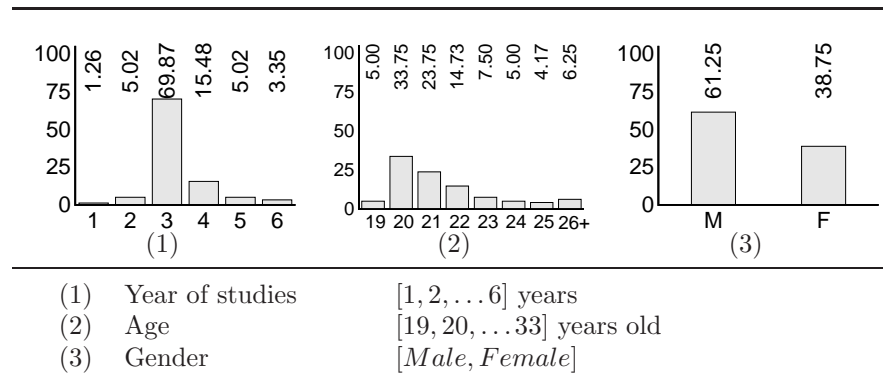 100 75 50 25 0
1.26 5.02 69.87 15.48 5.02 3.35
1 2 3 4 5 6
(1)
100 75 50 25 0
5.00 33.75 23.75 14.73 7.50 5.00 4.17 6.25
19 20 21 22 23 24 25 26+
(2)
100 75 50 25 0
61.25 38.75
M F
(3)
(1) Year of studies [1, 2, . . . 6] years
(2) Age [19, 20, . . . 33] years old
(3) Gender [Male, Female]